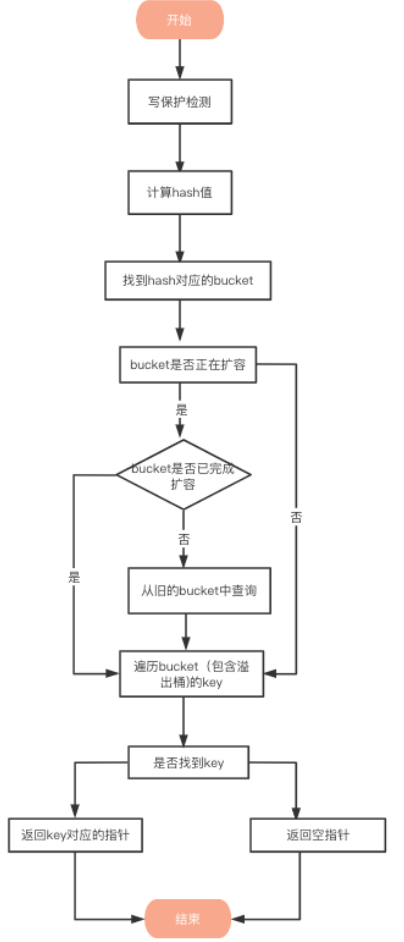 开始
写保护检测
计算hash值
找到hash对应的bucket
bucket是否正在扩容
是
bucket是否已完成
扩容
否
否
是
从旧的bucket中查询
遍历bucket（包含溢
出桶)的key
是否找到key
返回key对应的指针
返回空指针
结束